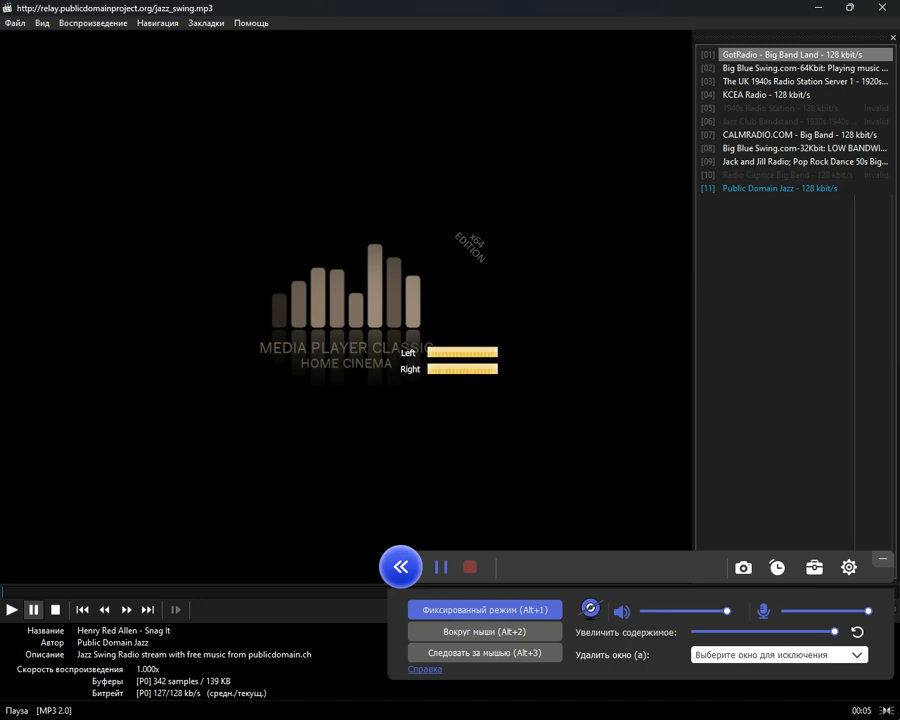 http://relay.publicdomainproject.org/jazz_swing.mp3
Файл Вид Воспроизведение Навигация Закладки Помощь
[01] GotRadio - Big Band Land - 128 kbit/s
[02] Big Blue Swing.com-64Kbit: Playing music ...
[03] The UK 1940s Radio Station Server 1 - 1920s...
[04] KCEA Radio - 128 kbit/s
[05] 1940s Radio Station - 128 kbit/s Invalid
[06] Jazz Club Bandstand - 1930s 1940s ... Invalid
[07] CALMRADIO.COM - Big Band - 128 kbit/s
[08] Big Blue Swing.com-32Kbit: LOW BANDWI...
[09] Jack and Jill Radio; Pop Rock Dance 50s Big...
[10] Radio Caprice Big Band - 128 kbit/s Invalid
[11] Public Domain Jazz - 128 kbit/s
x64
EDITION
MEDIA PLAYER CLASSIC
HOME CINEMA
Left
Right
Фиксированный режим (Alt+1)
Вокруг мыши (Alt+2)
Следовать за мышью (Alt+3)
Справка
Увеличить содержимое:
Удалить окно (a): Выберите окно для исключения
Название Henry Red Allen - Snag It
Автор Public Domain Jazz
Описание Jazz Swing Radio stream with free music from publicdomain.ch
Скорость воспроизведения 1.000x
Буферы [P0] 342 samples / 139 KB
Битрейт [P0] 127/128 kb/s (средн./текущ.)
Пауза [MP3 2.0] 00:05